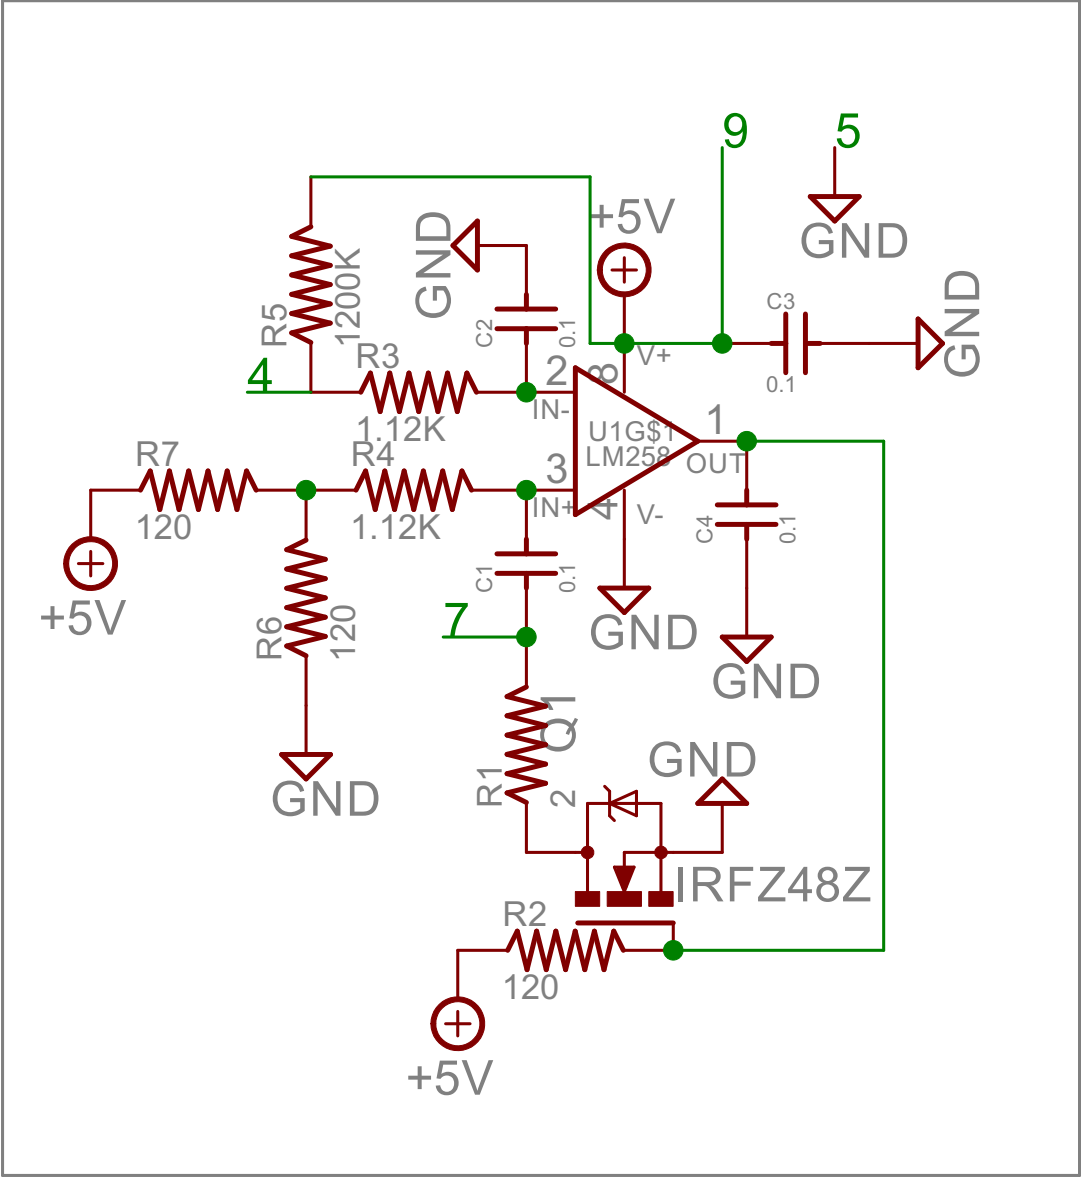 9
5
+5V
GND
GND
GND
R5
1200K
C2
0.1
C3
0.1
V+
4
R3
1.12K
2
8
IN-
U1G$1
LM258
1
OUT
R7
120
R4
1.12K
3
IN+
4
V-
C4
0.1
+5V
R6
120
C1
0.1
7
GND
GND
GND
Q1
R1
2
GND
IRFZ48Z
R2
120
+5V